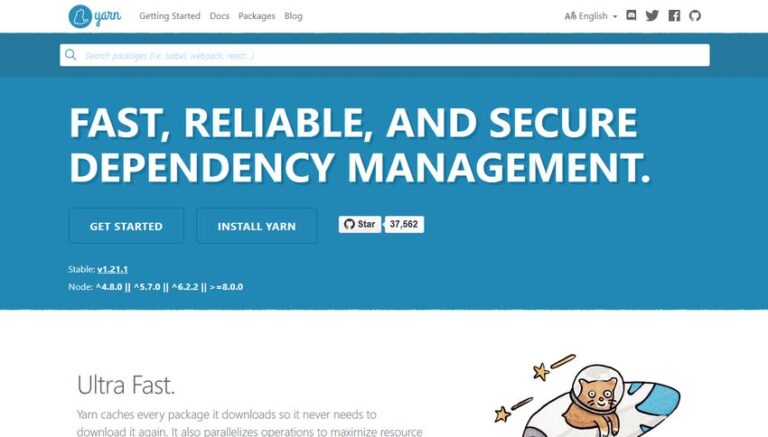 yarn Getting Started Docs Packages Blog English
Search packages (i.e. babel, webpack, react…)
FAST, RELIABLE, AND SECURE
DEPENDENCY MANAGEMENT.
GET STARTED INSTALL YARN Star 37,562
Stable: v1.21.1
Node: ^4.8.0 || ^5.7.0 || ^6.2.2 || >=8.0.0
Ultra Fast.
Yarn caches every package it downloads so it never needs to
download it again. It also parallelizes operations to maximize resource